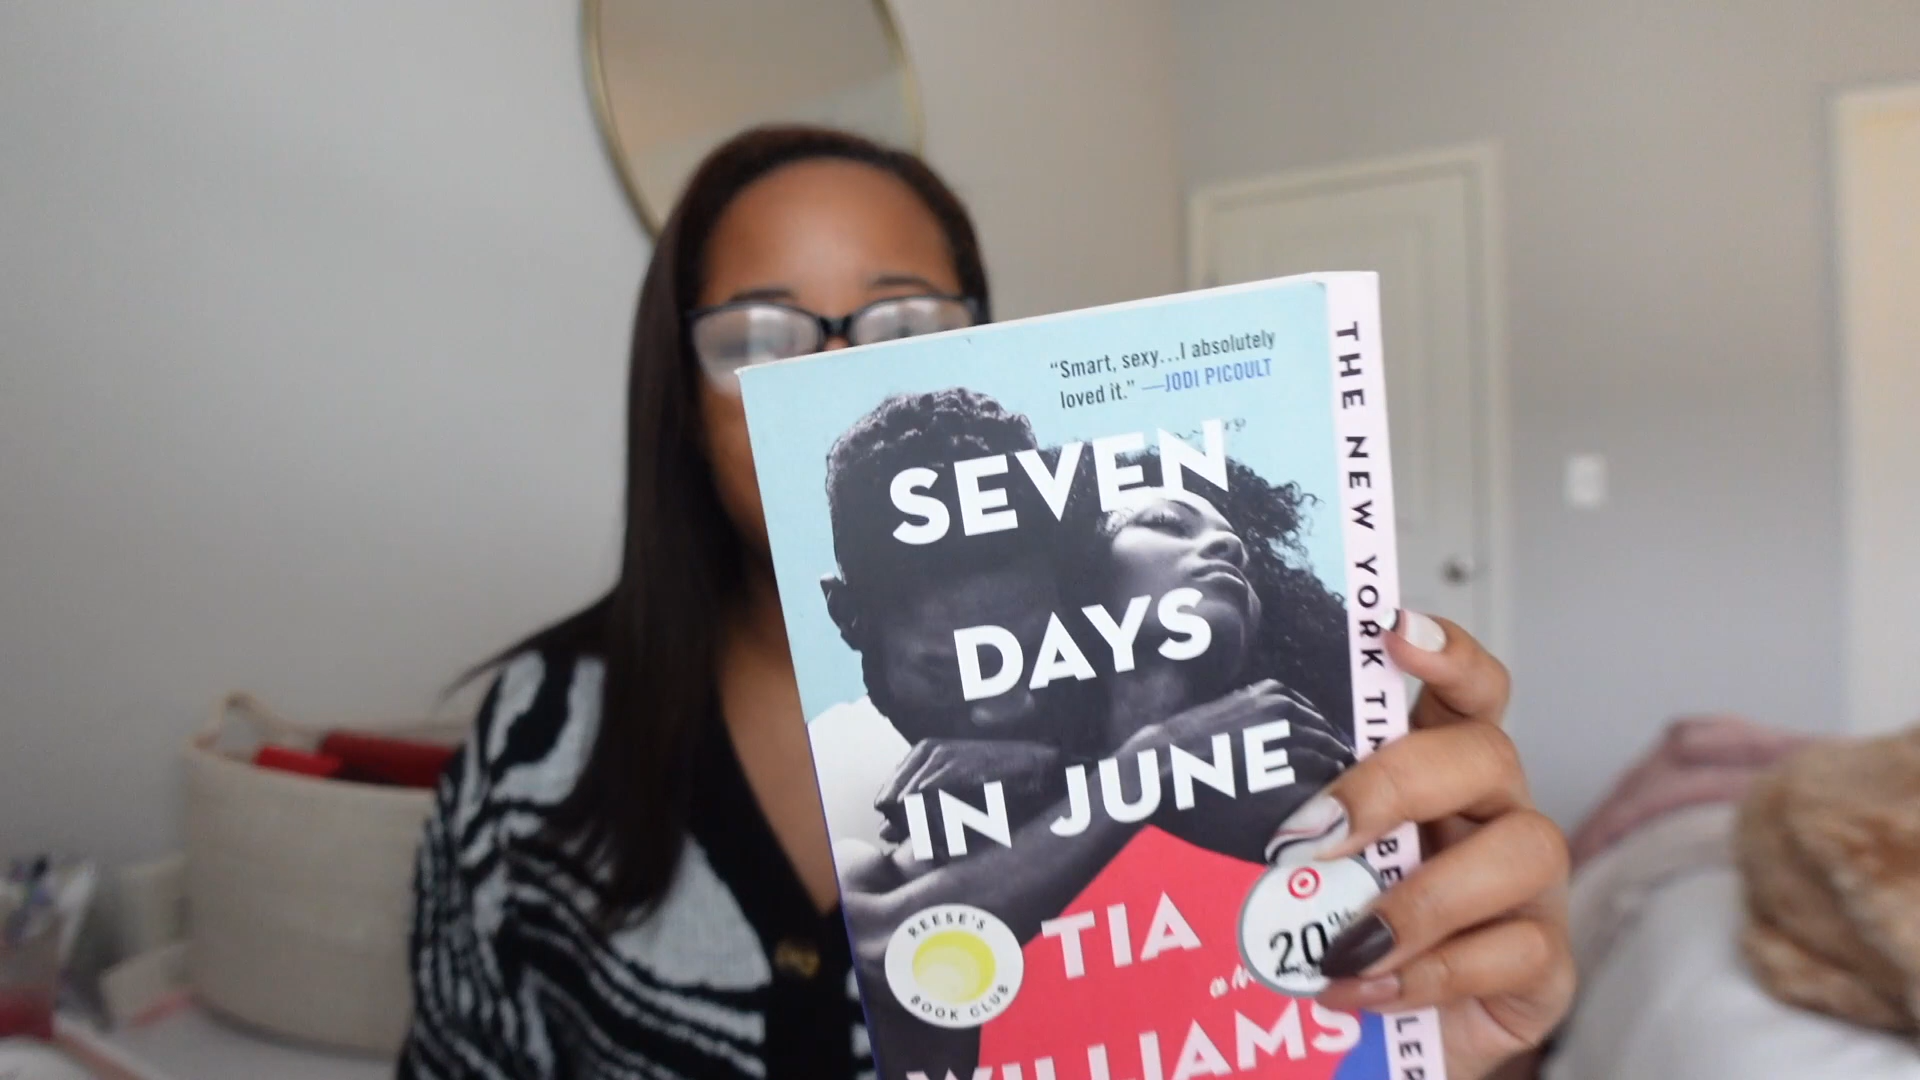 “Smart, sexy...I absolutely
loved it.” —JODI PICOULT
SEVEN
DAYS
IN JUNE
TIA
WILLIAMS
REESE'S
BOOK CLUB
20%
THE NEW YORK